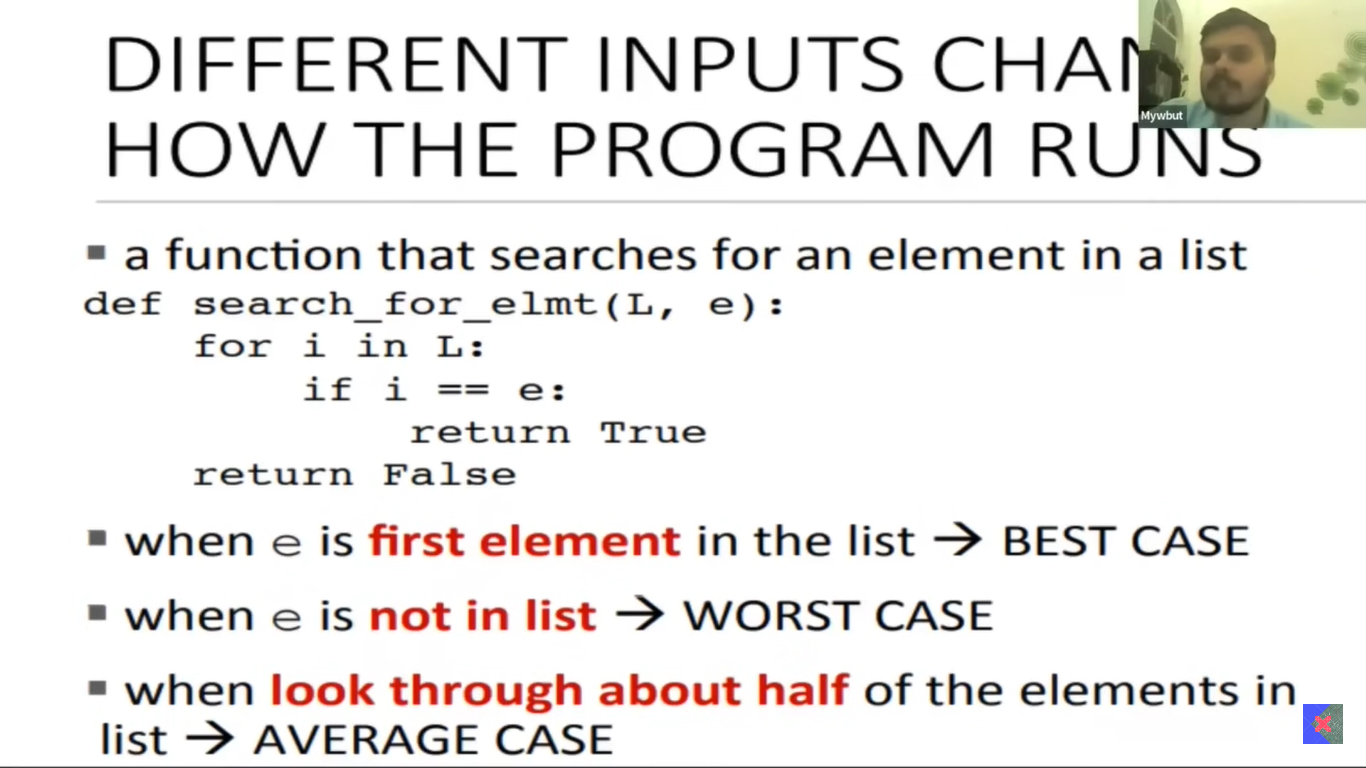 DIFFERENT INPUTS CHAN
HOW THE PROGRAM RUNS
Mywbut
▪ a function that searches for an element in a list
def search_for_elmt(L, e):
    for i in L:
        if i == e:
            return True
    return False
▪ when e is first element in the list → BEST CASE
▪ when e is not in list → WORST CASE
▪ when look through about half of the elements in
list → AVERAGE CASE